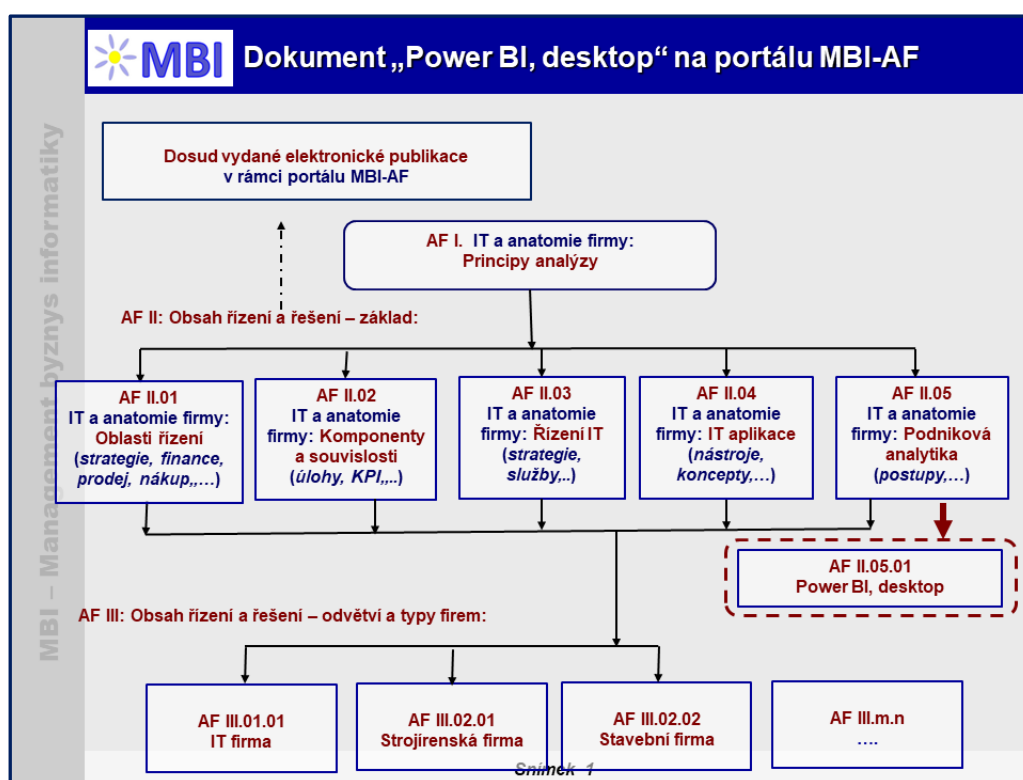 MBI
Dokument „Power BI, desktop“ na portálu MBI-AF
MBI – Management byznys informatiky
Dosud vydané elektronické publikace
v rámci portálu MBI-AF
AF I. IT a anatomie firmy:
Principy analýzy
AF II: Obsah řízení a řešení – základ:
AF II.01
IT a anatomie firmy:
Oblasti řízení
(strategie, finance,
prodej, nákup,,…)
AF II.02
IT a anatomie
firmy: Komponenty
a souvislosti
(úlohy, KPI,,..)
AF II.03
IT a anatomie
firmy: Řízení IT
(strategie,
služby,..)
AF II.04
IT a anatomie
firmy: IT aplikace
(nástroje,
koncepty,…)
AF II.05
IT a anatomie
firmy: Podniková
analytika
(postupy,…)
AF II.05.01
Power BI, desktop
AF III: Obsah řízení a řešení – odvětví a typy firem:
AF III.01.01
IT firma
AF III.02.01
Strojírenská firma
AF III.02.02
Stavební firma
AF III.m.n
….
Snímek 1